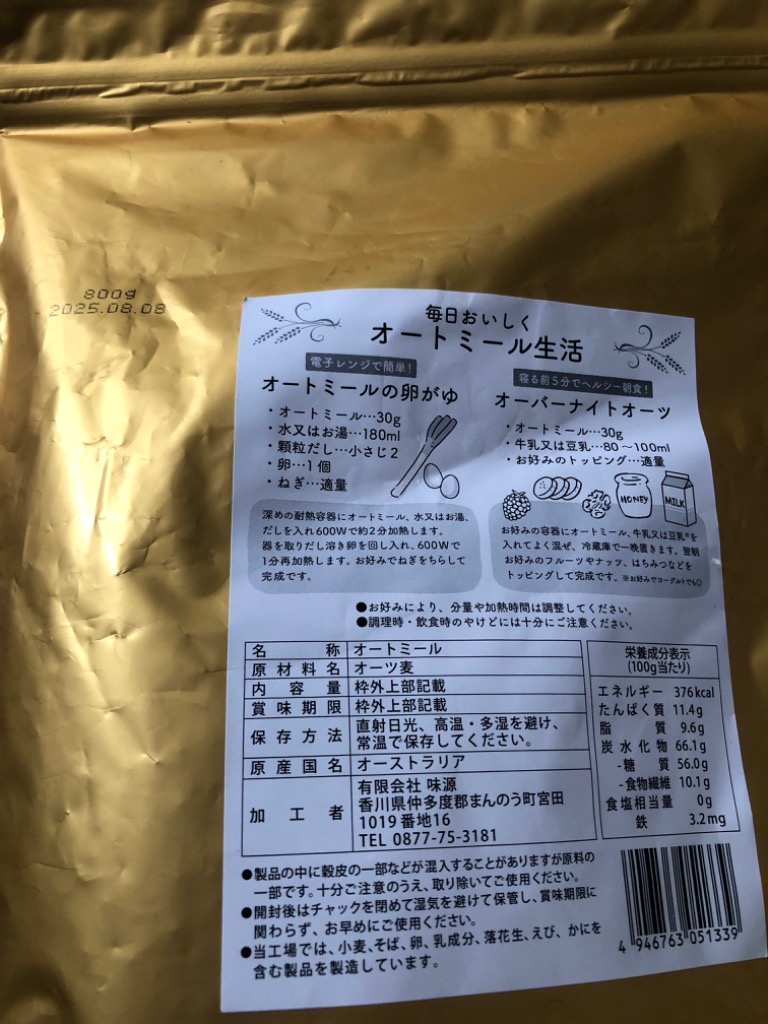 800g
2025.08.08
毎日おいしく
オートミール生活
電子レンジで簡単!
オートミールの卵がゆ
・オートミール…30g
・水又はお湯…180ml
・顆粒だし…小さじ2
・卵…1個
・ねぎ…適量
深めの耐熱容器にオートミール、水又はお湯、
だしを入れ600Wで約2分加熱します。
器を取りだし溶き卵を回し入れ、600Wで
1分再加熱します。お好みでねぎをちらして
完成です。
寝る前5分でヘルシー朝食!
オーバーナイトオーツ
・オートミール…30g
・牛乳又は豆乳…80~100ml
・お好みのトッピング…適量
HONEY
MILK
お好みの容器にオートミール、牛乳又は豆乳※を
入れてよく混ぜ、冷蔵庫で一晩置きます。翌朝
お好みのフルーツやナッツ、はちみつなどを
トッピングして完成です。※お好みでヨーグルトでも◎
●お好みにより、分量や加熱時間は調整してください。
●調理時・飲食時のやけどには十分にご注意ください。
名称 オートミール
原材料名 オーツ麦
内容量 枠外上部記載
賞味期限 枠外上部記載
保存方法 直射日光、高温・多湿を避け、
常温で保存してください。
原産国名 オーストラリア
加工者 有限会社 味源
香川県仲多度郡まんのう町宮田
1019番地16
TEL 0877-75-3181
栄養成分表示
(100g当たり)
エネルギー 376kcal
たんぱく質 11.4g
脂質 9.6g
炭水化物 66.1g
-糖質 56.0g
-食物繊維 10.1g
食塩相当量 0g
鉄 3.2mg
●製品の中に穀皮の一部などが混入することがありますが原料の
一部です。十分ご注意のうえ、取り除いてご使用ください。
●開封後はチャックを閉めて湿気を避けて保管し、賞味期限に
関わらず、お早めにご使用ください。
●当工場では、小麦、そば、卵、乳成分、落花生、えび、かにを
含む製品を製造しています。
4 946763 051339